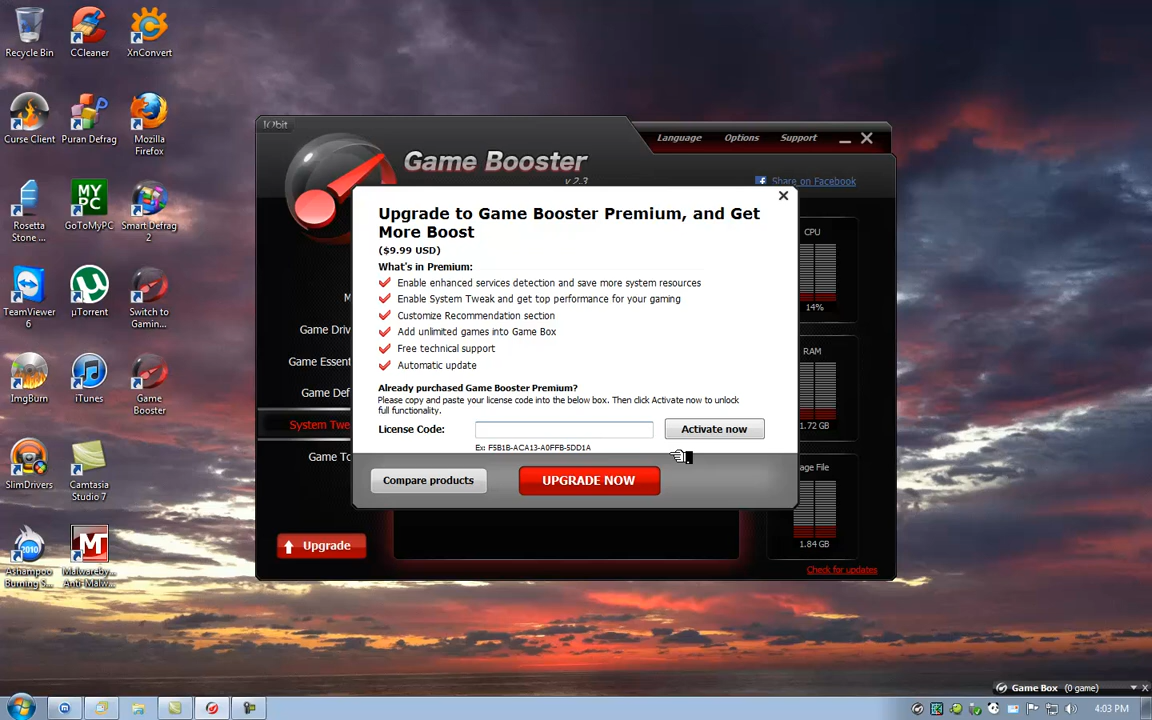 Recycle Bin
CCleaner
XnConvert
Curse Client
Puran Defrag
Mozilla
Firefox
Rosetta
Stone ...
MY
PC
GoToMyPC
Smart Defrag
2
TeamViewer
6
µTorrent
Switch to
Gamin...
ImgBurn
iTunes
Game
Booster
SlimDrivers
Camtasia
Studio 7
2010
Ashampoo
Burning S...
Malwareby...
Anti-Malw...
IObit
Language
Options
Support
Game Booster
v 2.3
Share on Facebook
Upgrade to Game Booster Premium, and Get
More Boost
($9.99 USD)
What's in Premium:
Enable enhanced services detection and save more system resources
Enable System Tweak and get top performance for your gaming
Customize Recommendation section
Add unlimited games into Game Box
Free technical support
Automatic update
Already purchased Game Booster Premium?
Please copy and paste your license code into the below box. Then click Activate now to unlock
full functionality.
License Code:
Activate now
Ex: F5B1B-ACA13-A0FFB-5DD1A
Compare products
UPGRADE NOW
M
Game Driv
Game Essent
Game Def
System Twe
Game To
Upgrade
CPU
14%
RAM
1.72 GB
age File
1.84 GB
Check for updates
Game Box (0 game)
4:03 PM